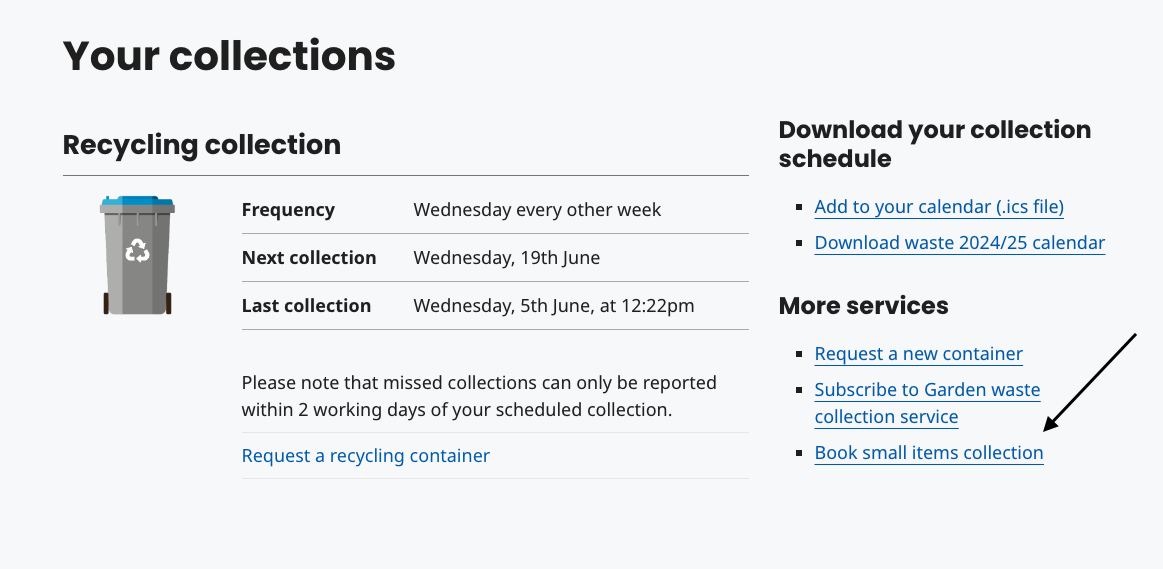 Your collections
Recycling collection
Frequency Wednesday every other week
Next collection Wednesday, 19th June
Last collection Wednesday, 5th June, at 12:22pm
Please note that missed collections can only be reported
within 2 working days of your scheduled collection.
Request a recycling container
Download your collection
schedule
Add to your calendar (.ics file)
Download waste 2024/25 calendar
More services
Request a new container
Subscribe to Garden waste
collection service
Book small items collection